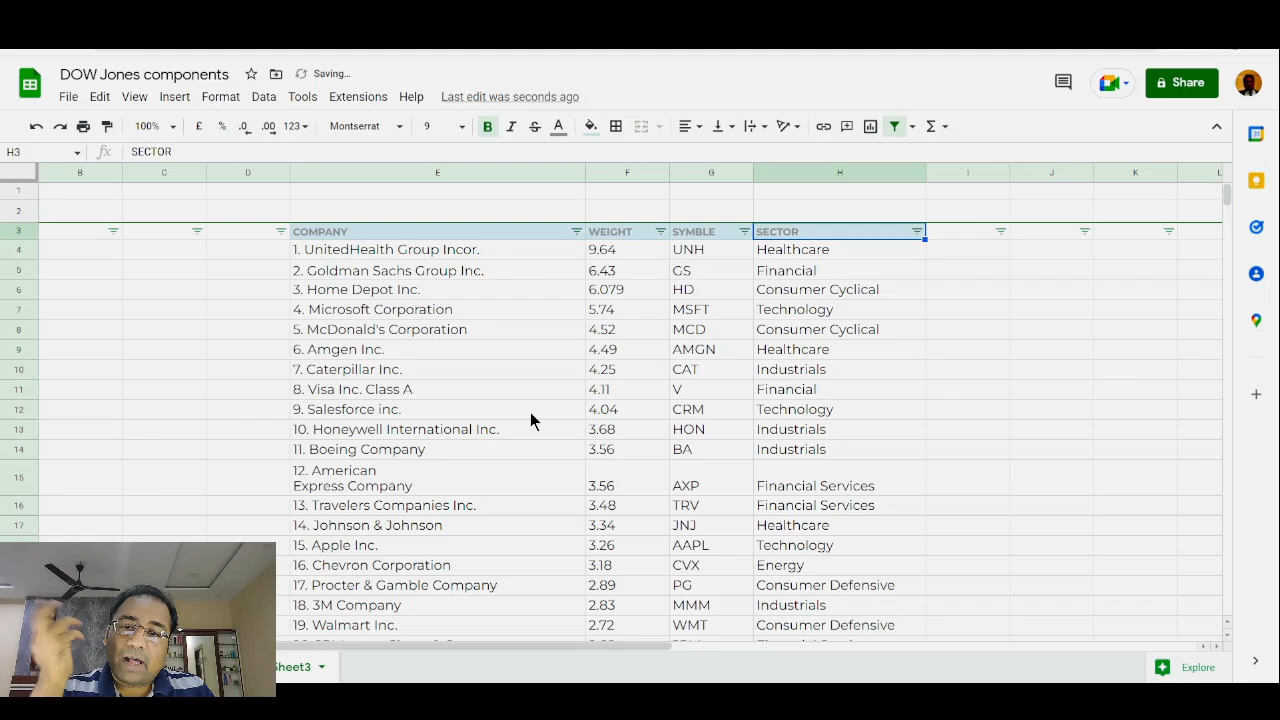 DOW Jones components
Saving...
File Edit View Insert Format Data Tools Extensions Help Last edit was seconds ago
Share
100% £ % .0 .00 123 Montserrat 9 B I S A
H3 fx SECTOR
B C D E F G H I J K L
1
2
3 COMPANY WEIGHT SYMBLE SECTOR
4 1. UnitedHealth Group Incor. 9.64 UNH Healthcare
5 2. Goldman Sachs Group Inc. 6.43 GS Financial
6 3. Home Depot Inc. 6.079 HD Consumer Cyclical
7 4. Microsoft Corporation 5.74 MSFT Technology
8 5. McDonald's Corporation 4.52 MCD Consumer Cyclical
9 6. Amgen Inc. 4.49 AMGN Healthcare
10 7. Caterpillar Inc. 4.25 CAT Industrials
11 8. Visa Inc. Class A 4.11 V Financial
12 9. Salesforce inc. 4.04 CRM Technology
13 10. Honeywell International Inc. 3.68 HON Industrials
14 11. Boeing Company 3.56 BA Industrials
12. American
15 Express Company 3.56 AXP Financial Services
16 13. Travelers Companies Inc. 3.48 TRV Financial Services
17 14. Johnson & Johnson 3.34 JNJ Healthcare
15. Apple Inc. 3.26 AAPL Technology
16. Chevron Corporation 3.18 CVX Energy
17. Procter & Gamble Company 2.89 PG Consumer Defensive
18. 3M Company 2.83 MMM Industrials
19. Walmart Inc. 2.72 WMT Consumer Defensive
Sheet3
Explore